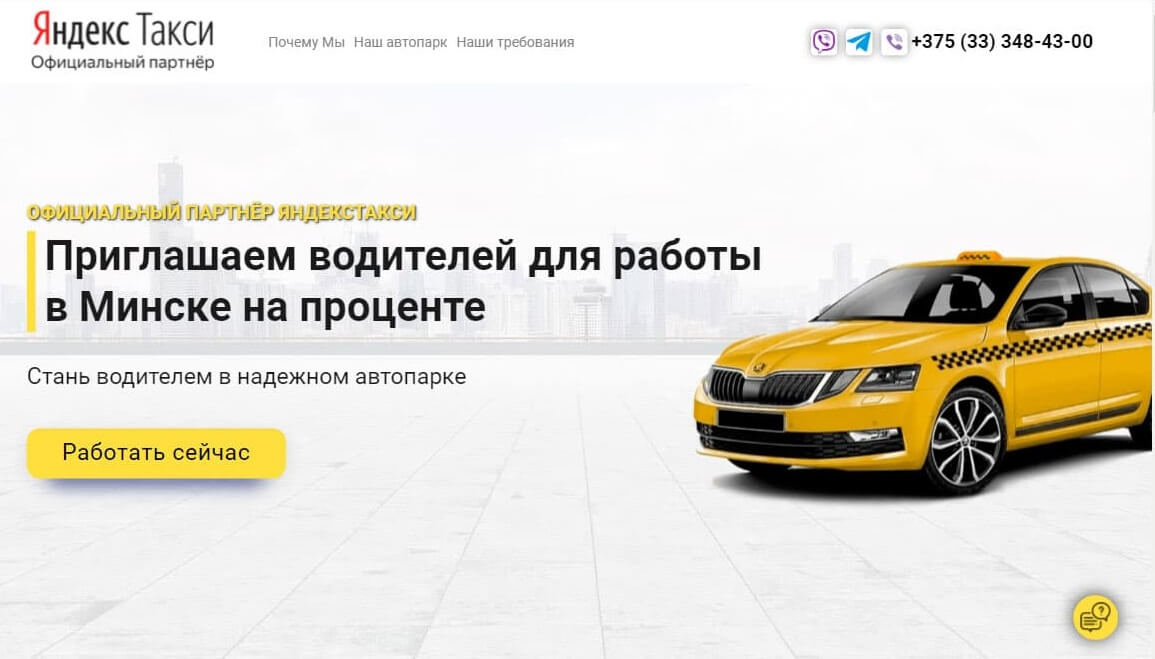 Яндекс Такси
Официальный партнёр
Почему Мы Наш автопарк Наши требования
+375 (33) 348-43-00
ОФИЦИАЛЬНЫЙ ПАРТНЁР ЯНДЕКСТАКСИ
Приглашаем водителей для работы
в Минске на проценте
Стань водителем в надежном автопарке
Работать сейчас